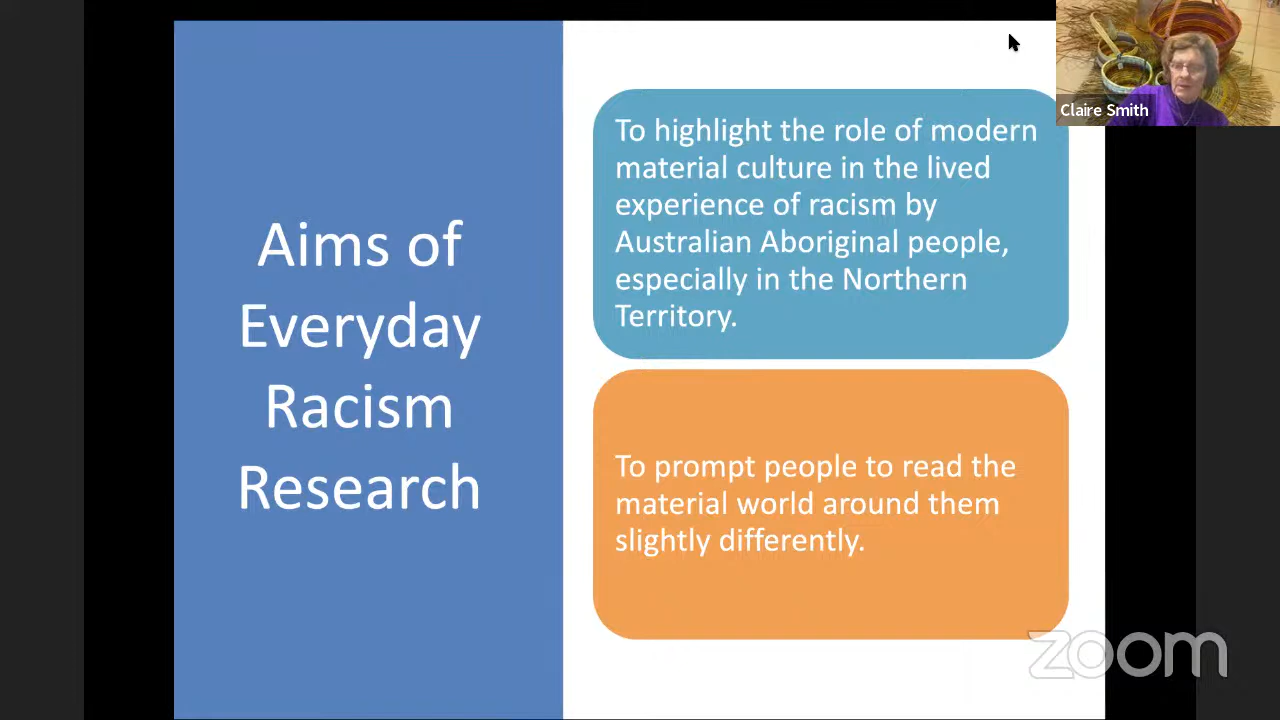 Aims of
Everyday
Racism
Research
To highlight the role of modern
material culture in the lived
experience of racism by
Australian Aboriginal people,
especially in the Northern
Territory.
To prompt people to read the
material world around them
slightly differently.
Claire Smith
zoom